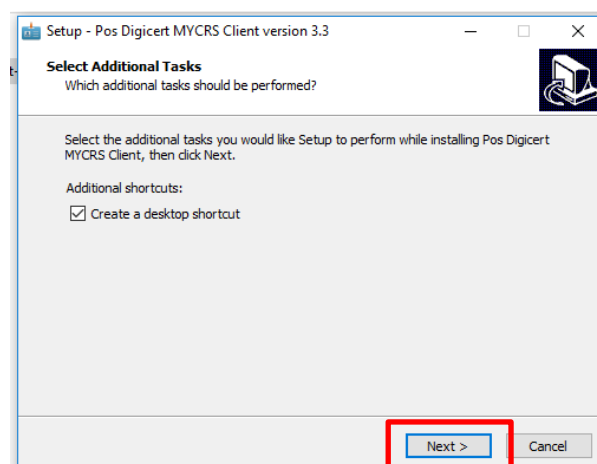 Setup - Pos Digicert MYCRS Client version 3.3
Select Additional Tasks
Which additional tasks should be performed?
Select the additional tasks you would like Setup to perform while installing Pos Digicert
MYCRS Client, then click Next.
Additional shortcuts:
Create a desktop shortcut
Next >
Cancel